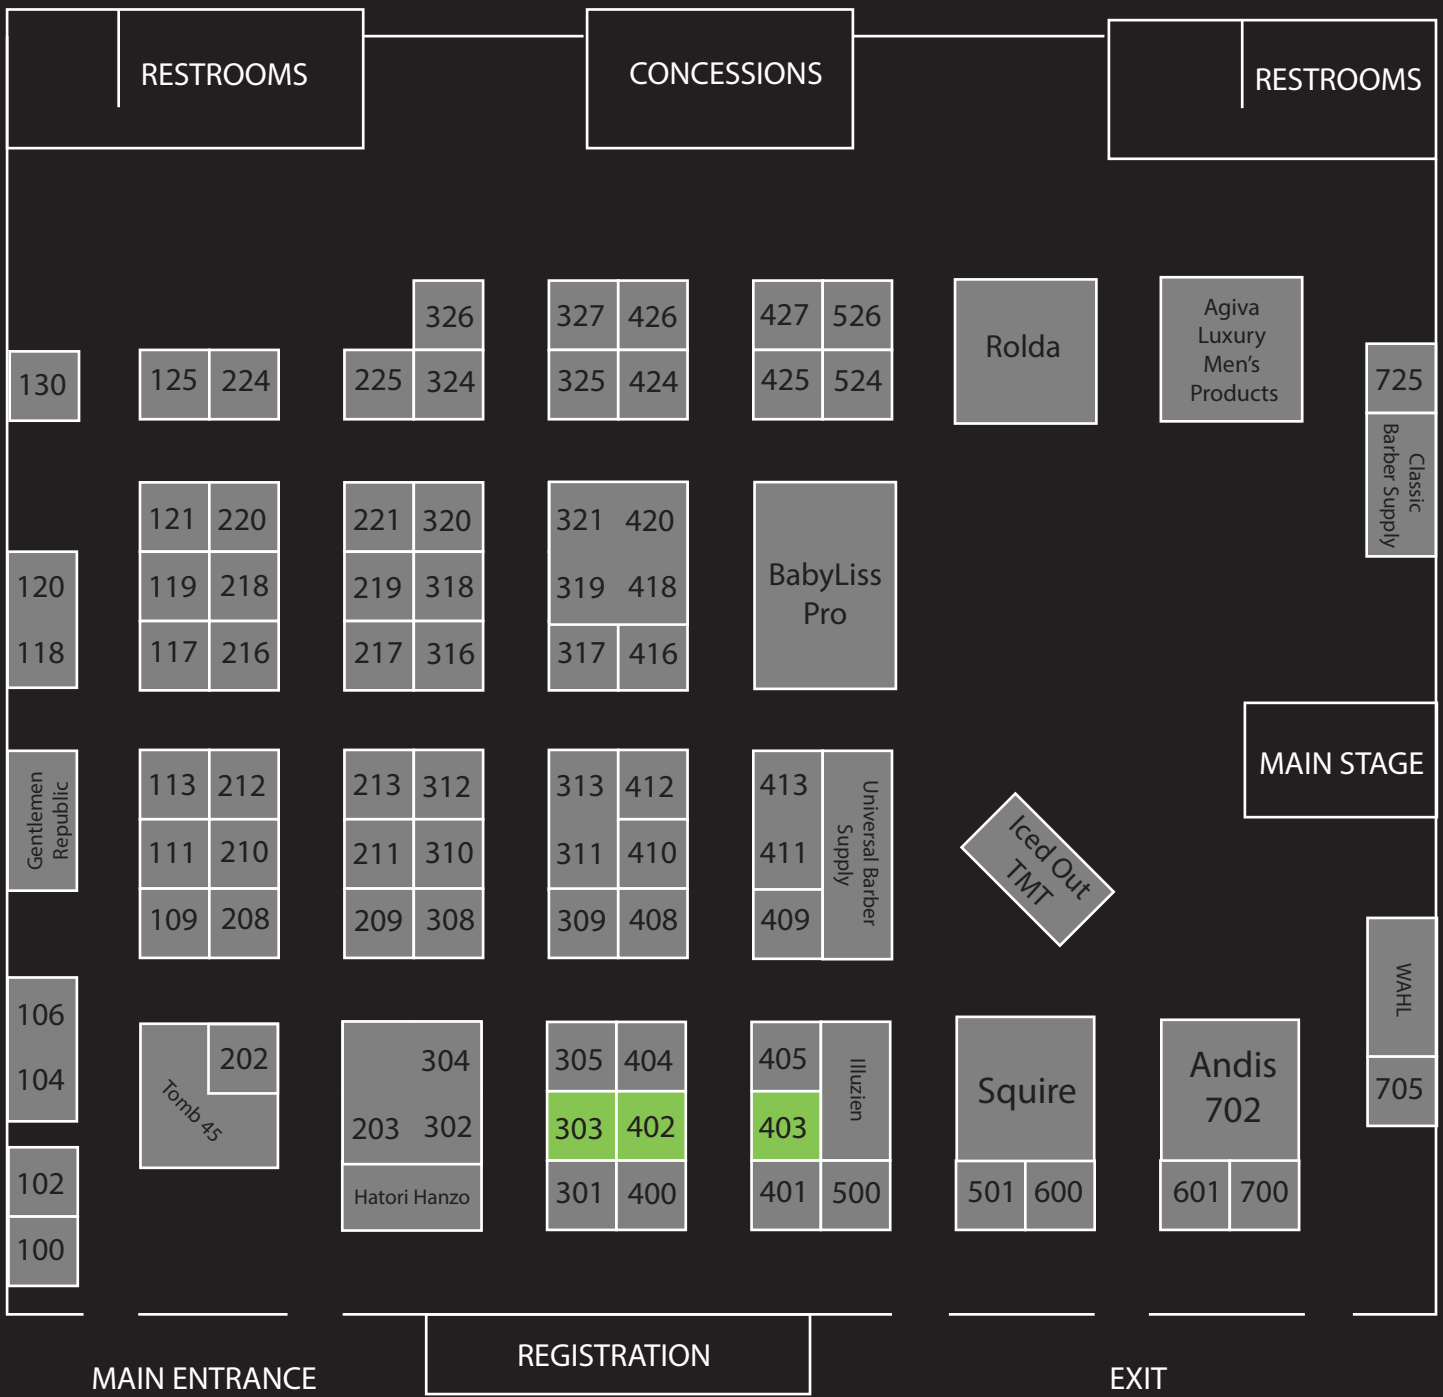 RESTROOMS
CONCESSIONS
RESTROOMS
326
327 426
427 526
Rolda
Agiva
Luxury
Men's
Products
130
125 224
225 324
325 424
425 524
725
Classic
Barber Supply
121 220
221 320
321 420
BabyLiss
Pro
120
119 218
219 318
319 418
118
117 216
217 316
317 416
MAIN STAGE
Gentlemen
Republic
113 212
213 312
313 412
413
Universal Barber
Supply
111 210
211 310
311 410
411
Iced Out
TMT
109 208
209 308
309 408
409
WAHL
106
104
202
Tomb 45
304
203 302
Hatori Hanzo
305 404
303 402
301 400
405
Illuzien
403
401 500
Squire
501 600
Andis
702
601 700
705
102
100
MAIN ENTRANCE
REGISTRATION
EXIT